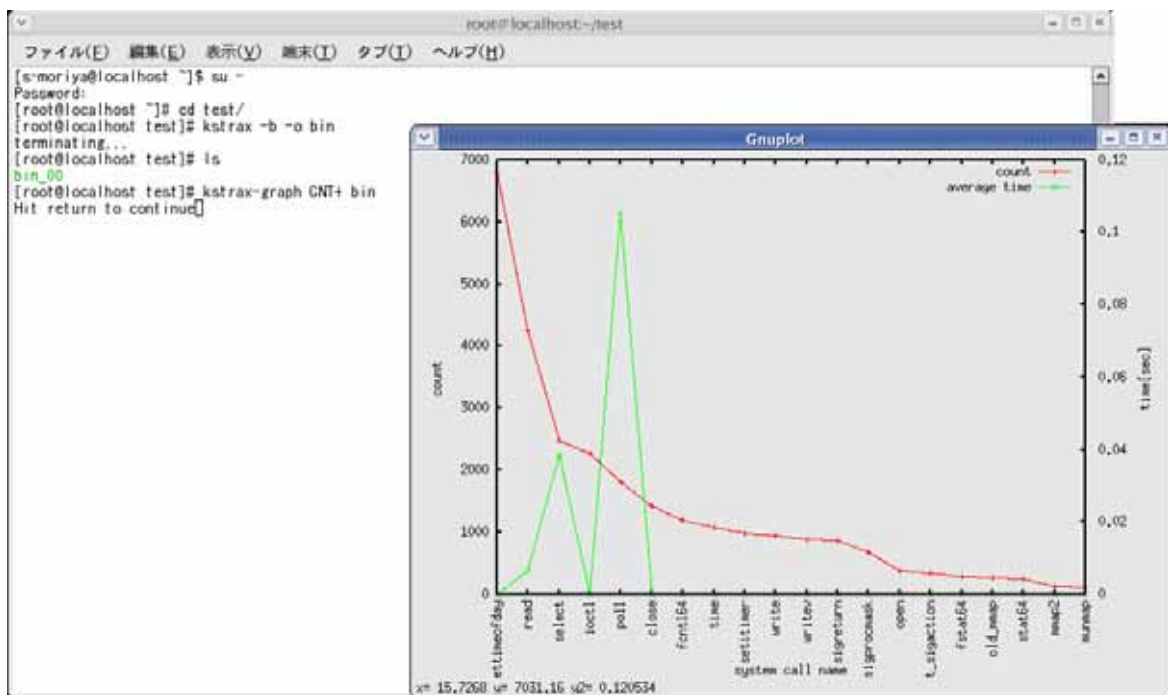 root@localhost:~/test
ファイル(F) 編集(E) 表示(V) 端末(T) タブ(T) ヘルプ(H)
[s-moriya@localhost ~]$ su -
Password:
[root@localhost ~]# cd test/
[root@localhost test]# kstrax -b -o bin
terminating...
[root@localhost test]# ls
bin_00
[root@localhost test]# kstrax-graph CNT+ bin
Hit return to continue
Gnuplot
count
average time
7000
6000
5000
4000
3000
2000
1000
0
count
0.12
0.1
0.08
0.06
0.04
0.02
0
time[sec]
ettimeofday
read
select
ioctl
poll
close
fcntl64
time
setitimer
write
writev
sigreturn
sigprocmask
open
t_sigaction
fstat64
old_mmap
stat64
mmap2
munmap
system call name
x= 15.7268 y= 7031.16 y2= 0.120534